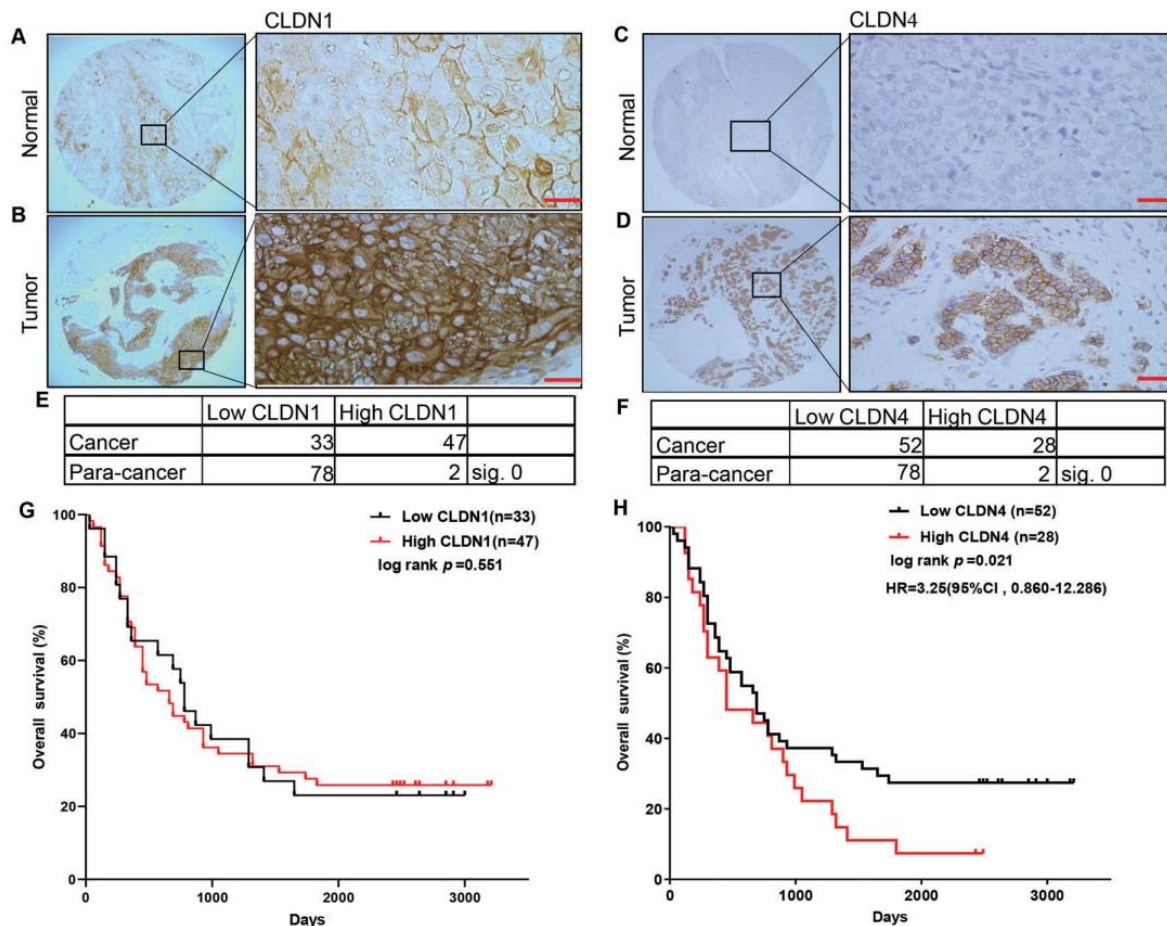 CLDN1
CLDN4
A
Normal
C
Normal
B
Tumor
D
Tumor
E
Low CLDN1 High CLDN1
Cancer 33 47
Para-cancer 78 2 sig. 0
F
Low CLDN4 High CLDN4
Cancer 52 28
Para-cancer 78 2 sig. 0
G
Low CLDN1(n=33)
High CLDN1(n=47)
log rank p=0.551
Overall survival (%)
100
80
60
40
20
0
0 1000 2000 3000
Days
H
Low CLDN4 (n=52)
High CLDN4 (n=28)
log rank p=0.021
HR=3.25(95%CI , 0.860-12.286)
Overall survival (%)
100
80
60
40
20
0
0 1000 2000 3000
Days